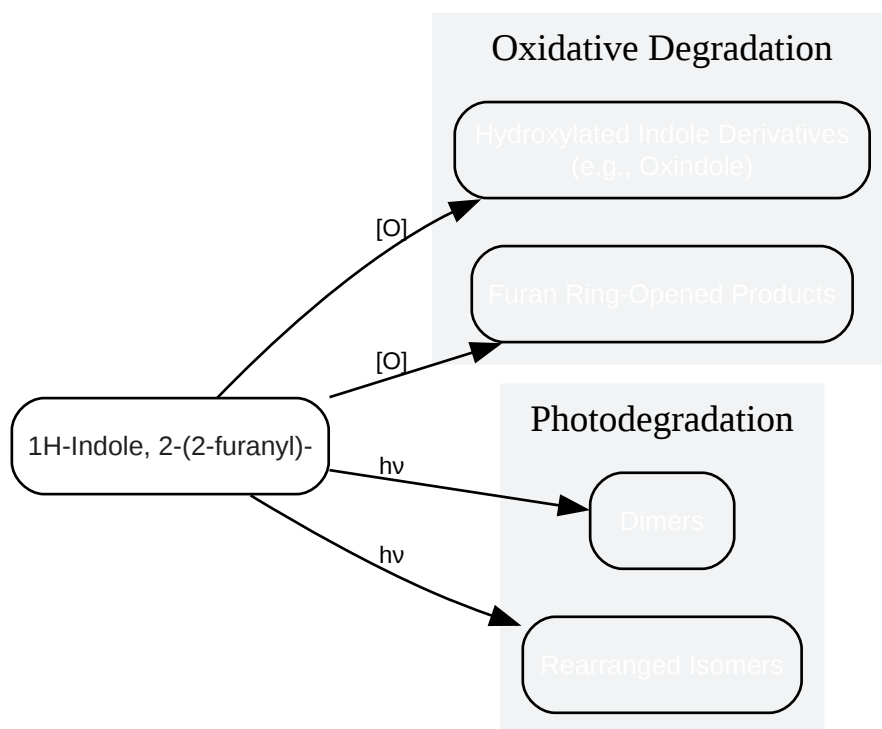 Oxidative Degradation
Hydroxylated Indole Derivatives
(e.g., Oxindole)
[O]
Furan Ring-Opened Products
[O]
1H-Indole, 2-(2-furanyl)-
Photodegradation
hν
Dimers
hν
Rearranged Isomers